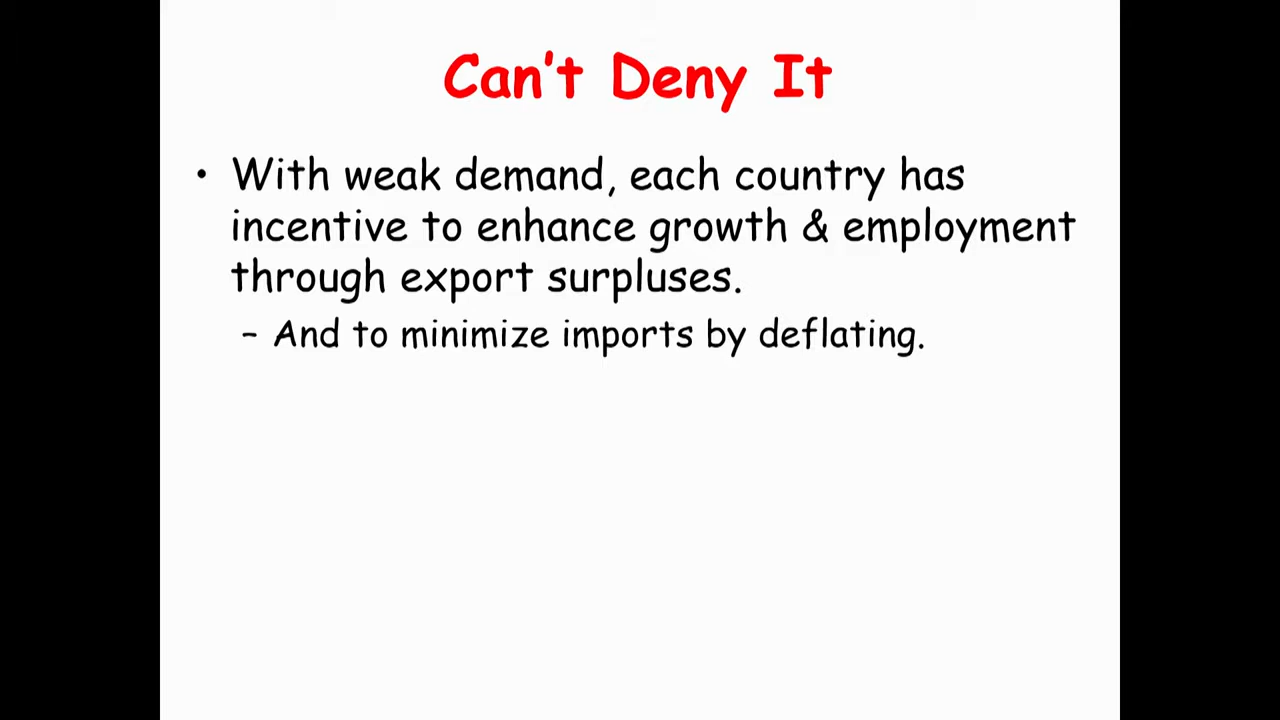 Can't Deny It
• With weak demand, each country has
incentive to enhance growth & employment
through export surpluses.
– And to minimize imports by deflating.